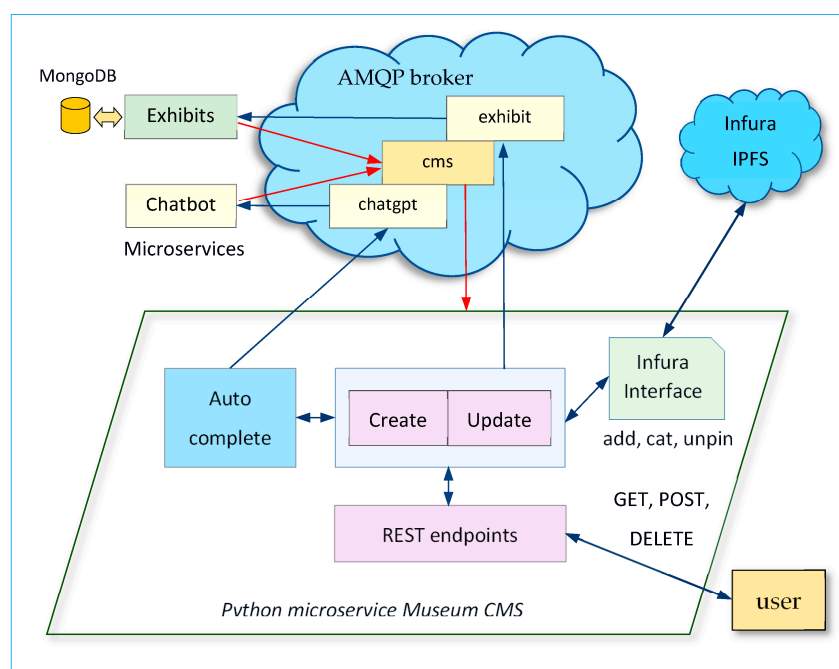 MongoDB
Exhibits
AMQP broker
exhibit
cms
chatgpt
Chatbot
Microservices
Infura
IPFS
Auto
complete
Create
Update
Infura
Interface
add, cat, unpin
REST endpoints
GET, POST,
DELETE
user
Python microservice Museum CMS